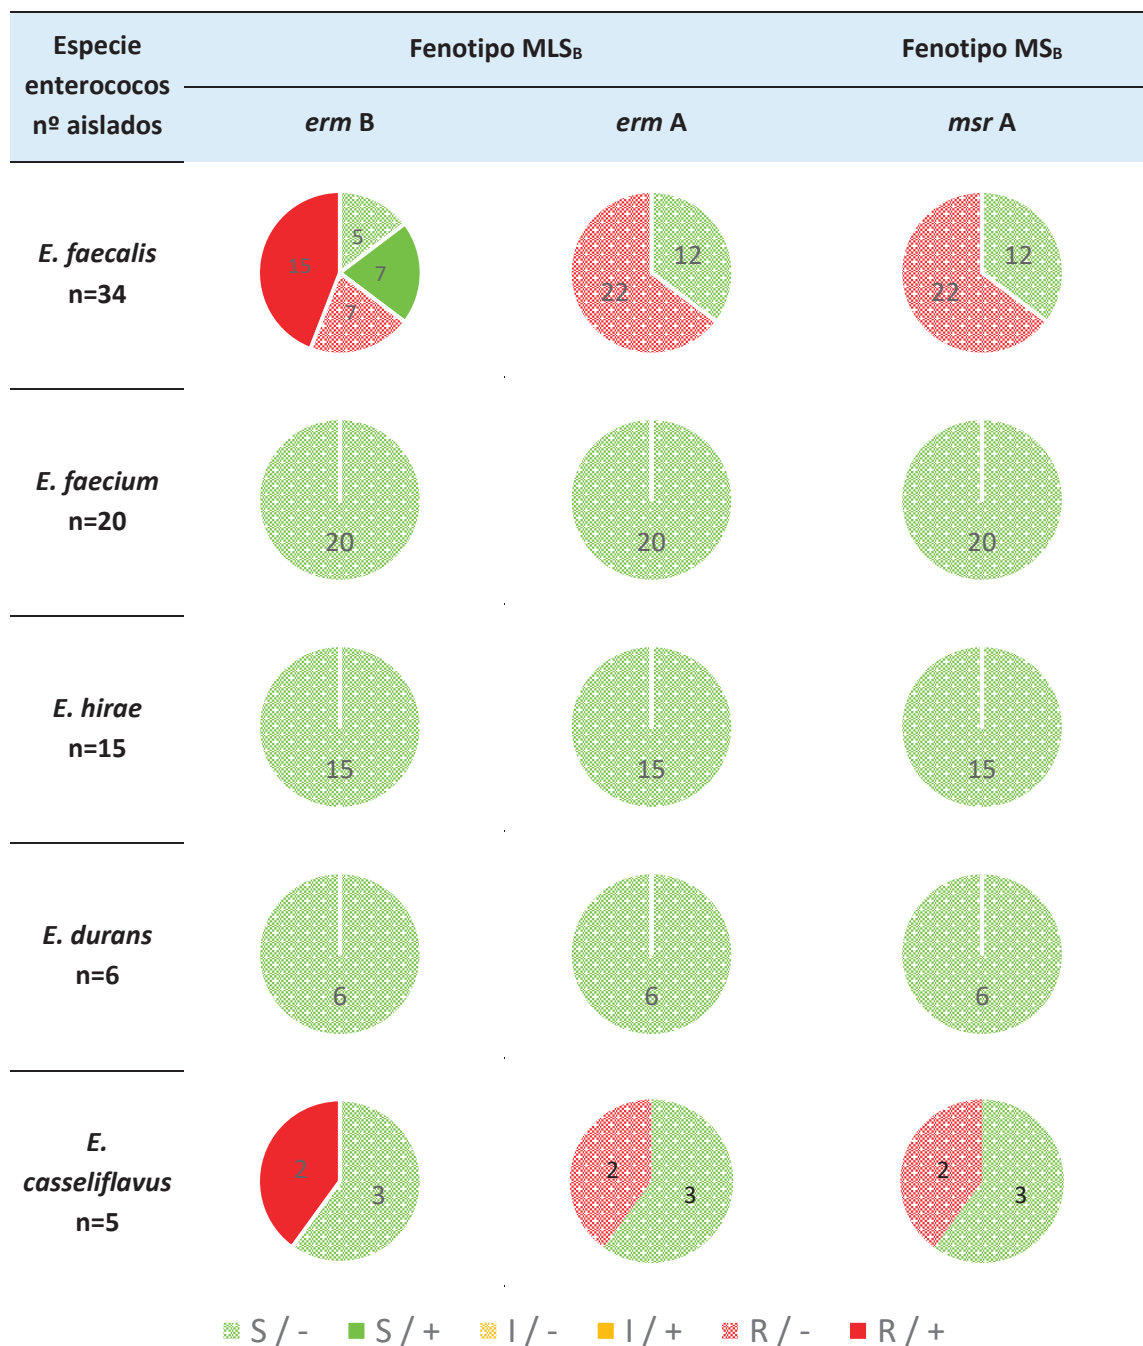 Especie
enterococos
nº aislados
Fenotipo MLSB
Fenotipo MSB
erm B
erm A
msr A
E. faecalis
n=34
5
7
7
15
12
22
12
22
E. faecium
n=20
20
20
20
E. hirae
n=15
15
15
15
E. durans
n=6
6
6
6
E.
casseliflavus
n=5
2
3
2
3
2
3
S / - S / + I / - I / + R / - R / +